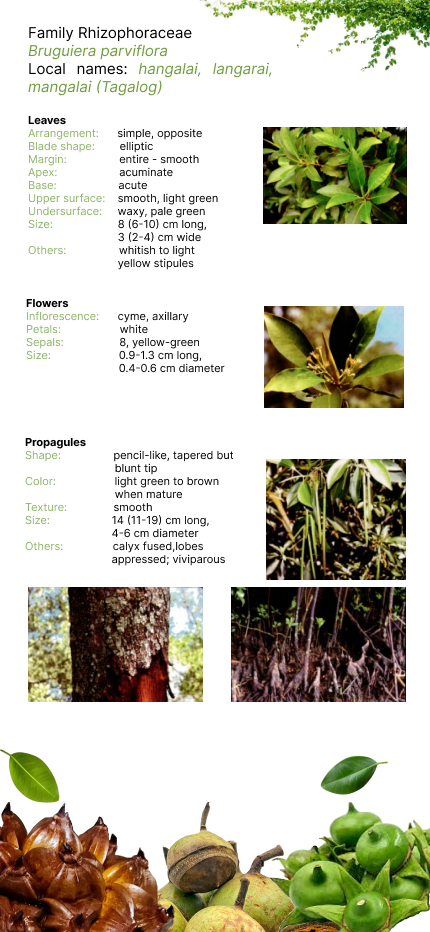 Family Rhizophoraceae
Bruguiera parviflora
Local names: hangalai, langarai,
mangalai (Tagalog)
Leaves
Arrangement: simple, opposite
Blade shape: elliptic
Margin: entire - smooth
Apex: acuminate
Base: acute
Upper surface: smooth, light green
Undersurface: waxy, pale green
Size: 8 (6-10) cm long,
3 (2-4) cm wide
Others: whitish to light
yellow stipules
Flowers
Inflorescence: cyme, axillary
Petals: white
Sepals: 8, yellow-green
Size: 0.9-1.3 cm long,
0.4-0.6 cm diameter
Propagules
Shape: pencil-like, tapered but
blunt tip
Color: light green to brown
when mature
Texture: smooth
Size: 14 (11-19) cm long,
4-6 cm diameter
Others: calyx fused,lobes
appressed; viviparous